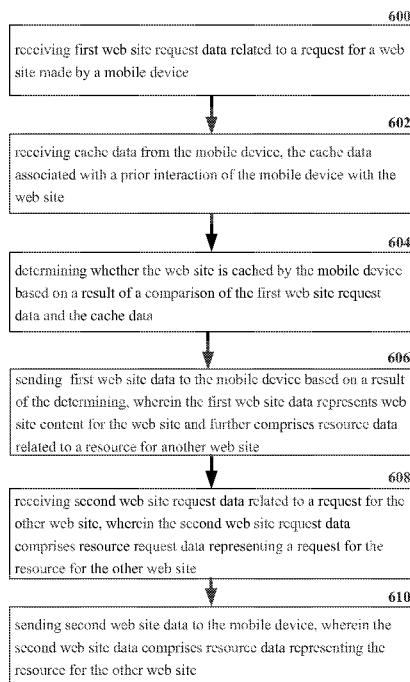 600
receiving first web site request data related to a request for a web
site made by a mobile device
602
receiving cache data from the mobile device, the cache data
associated with a prior interaction of the mobile device with the
web site
604
determining whether the web site is cached by the mobile device
based on a result of a comparison of the first web site request
data and the cache data
606
sending first web site data to the mobile device based on a result
of the determining, wherein the first web site data represents web
site content for the web site and further comprises resource data
related to a resource for another web site
608
receiving second web site request data related to a request for the
other web site, wherein the second web site request data
comprises resource request data representing a request for the
resource for the other web site
610
sending second web site data to the mobile device, wherein the
second web site data comprises resource data representing the
resource for the other web site